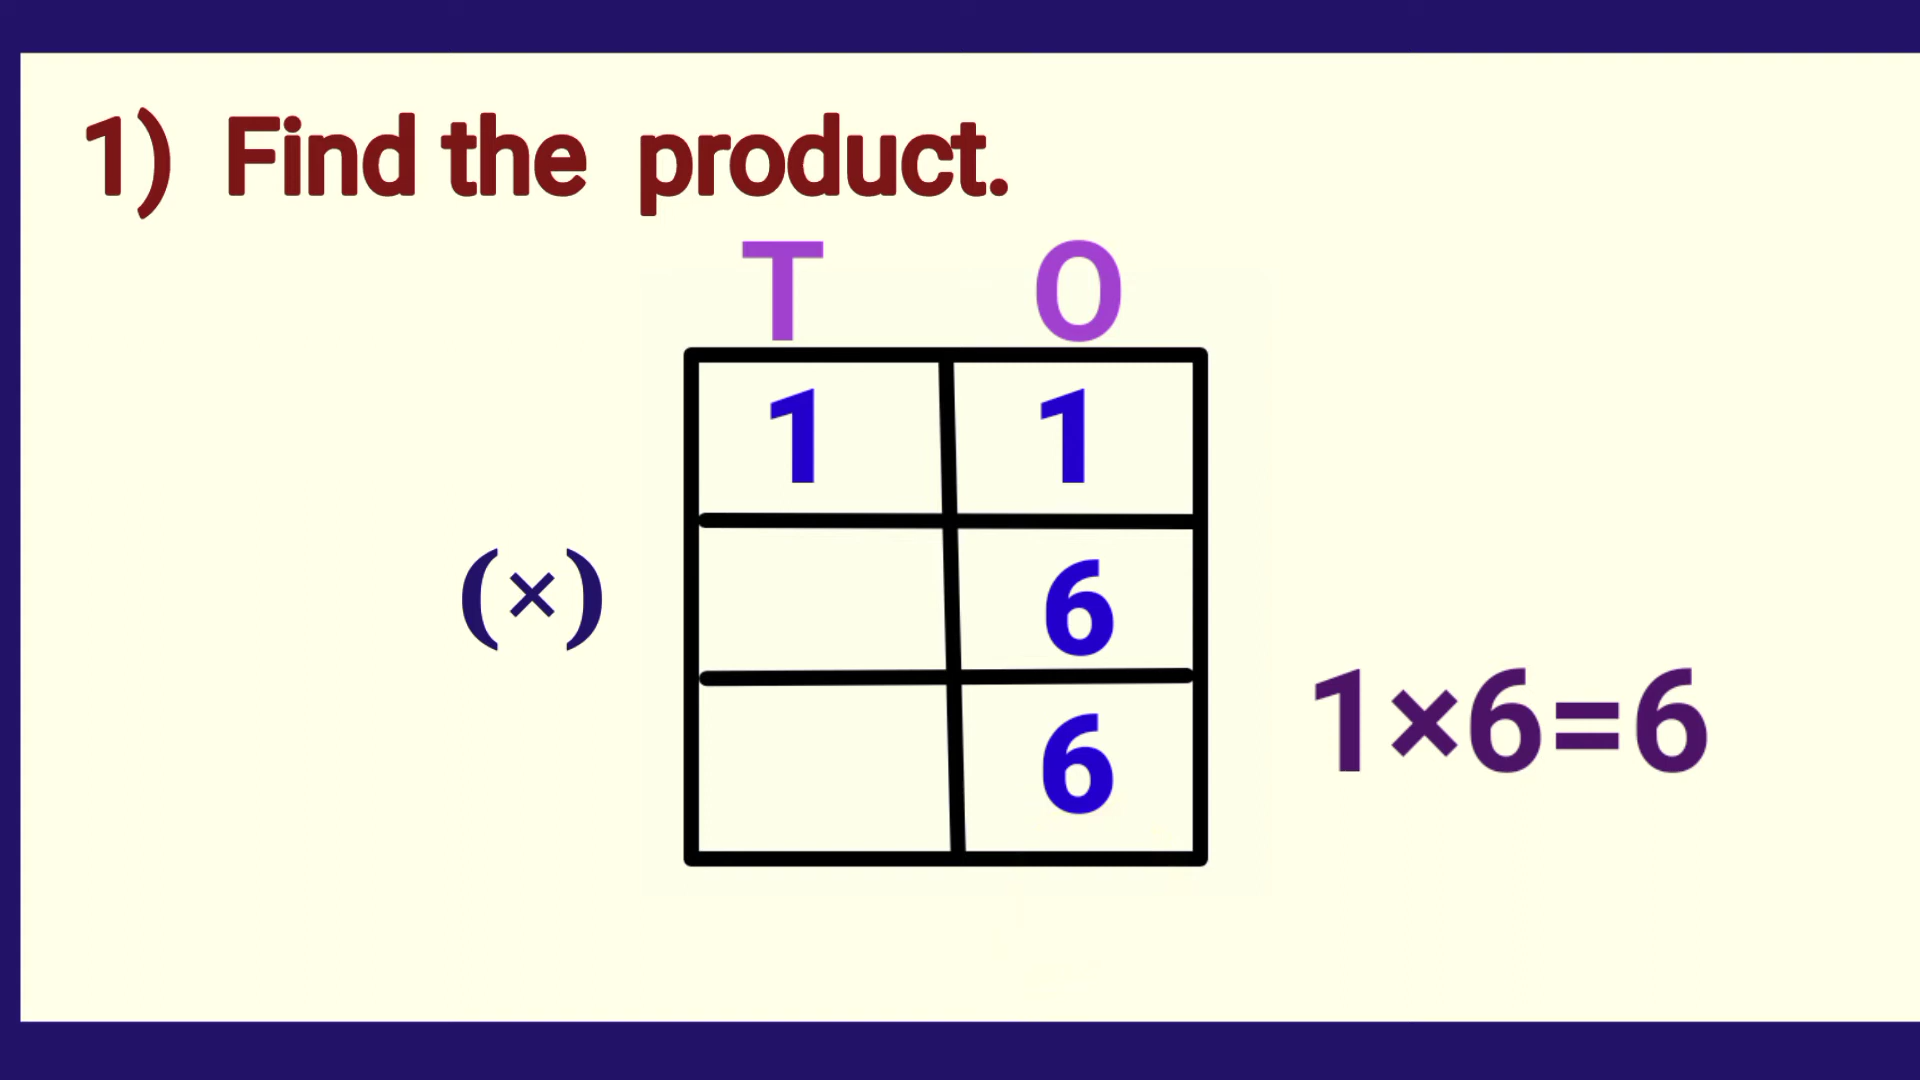 1) Find the product.
T O
1 1
(×) 6
6
1×6=6